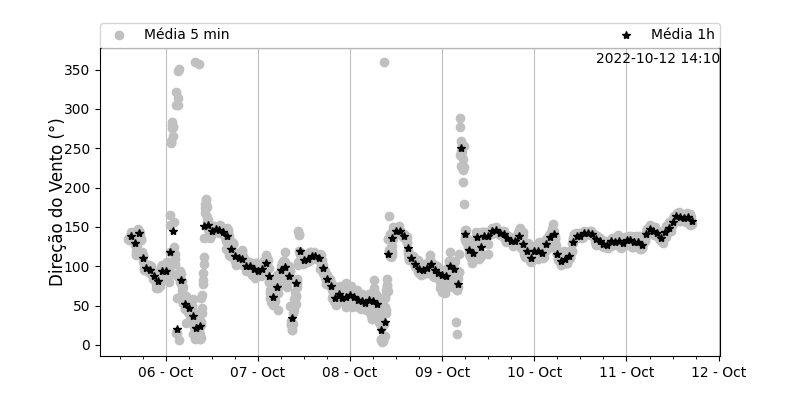 Média 5 min
Média 1h
2022-10-12 14:10
Direção do Vento (°)
350
300
250
200
150
100
50
0
06 - Oct
07 - Oct
08 - Oct
09 - Oct
10 - Oct
11 - Oct
12 - Oct